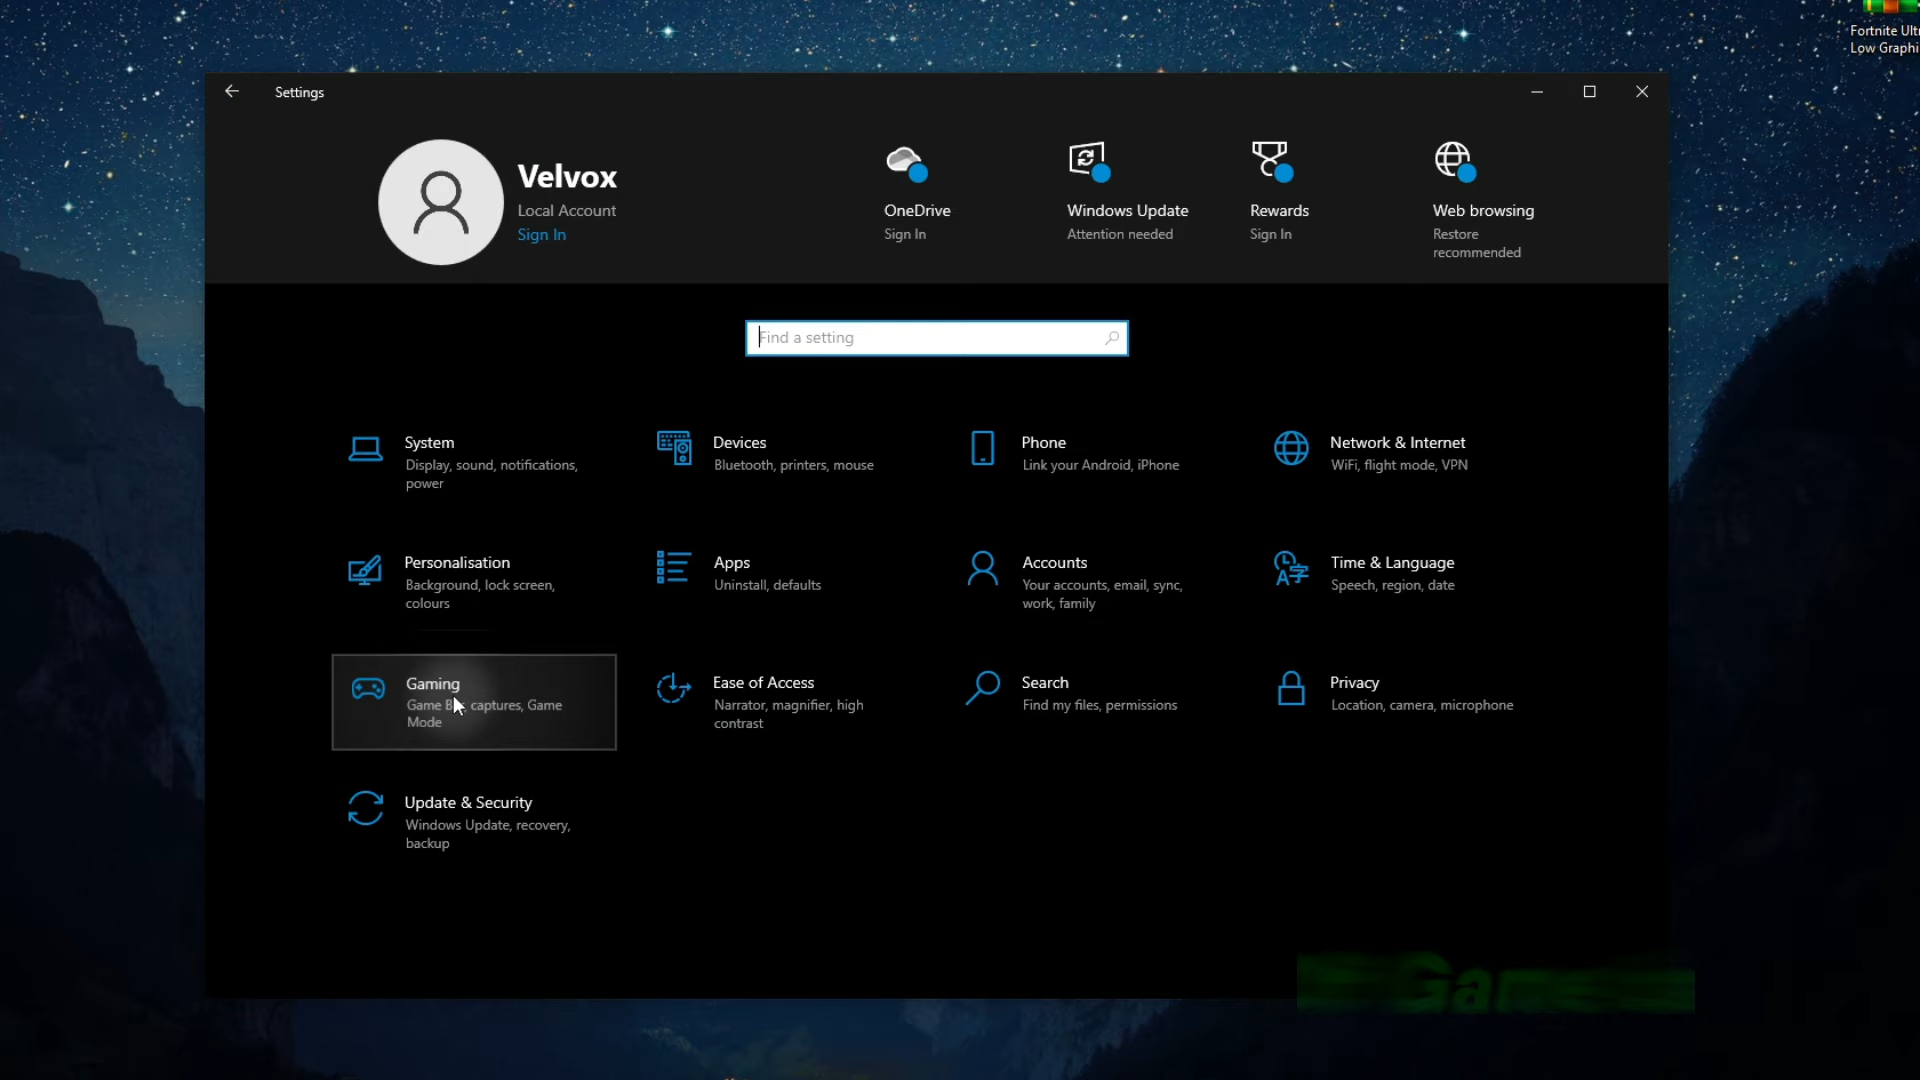 Fortnite
Low
Settings
Velvox
Local Account
Sign In
OneDrive
Sign In
Windows Update
Attention needed
Rewards
Sign In
Web browsing
Restore
recommended
Find a setting
System
Display, sound, notifications,
power
Devices
Bluetooth, printers, mouse
Phone
Link your Android, iPhone
Network & Internet
WiFi, flight mode, VPN
Personalisation
Background, lock screen,
colours
Apps
Uninstall, defaults
Accounts
Your accounts, email, sync,
work, family
Time & Language
Speech, region, date
Gaming
Game captures, Game
Mode
Ease of Access
Narrator, magnifier, high
contrast
Search
Find my files, permissions
Privacy
Location, camera, microphone
Update & Security
Windows Update, recovery,
backup